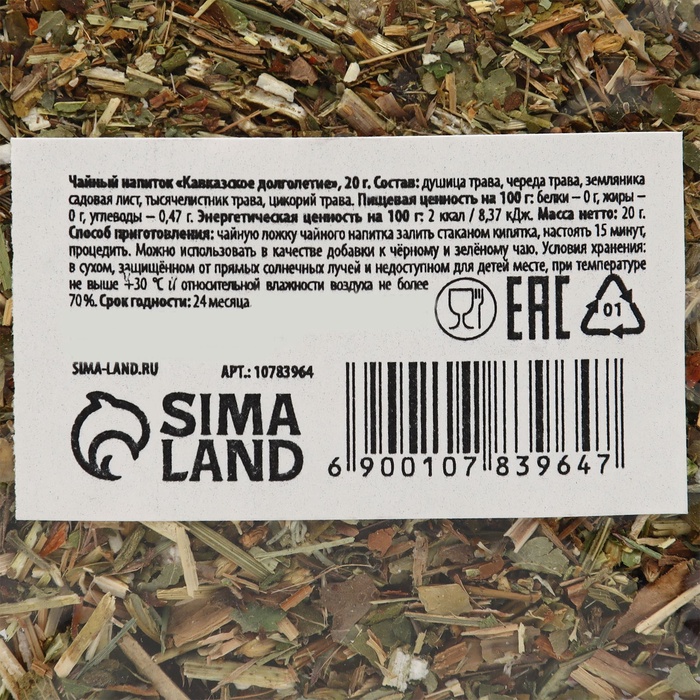 Чайный напиток «Кавказское долголетие», 20 г. Состав: душица трава, череда трава, земляника
садовая лист, тысячелистник трава, цикорий трава. Пищевая ценность на 100 г: белки – 0 г, жиры –
0 г, углеводы – 0,47 г. Энергетическая ценность на 100 г: 2 ккал / 8,37 кДж. Масса нетто: 20 г.
Способ приготовления: чайную ложку чайного напитка залить стаканом кипятка, настоять 15 минут,
процедить. Можно использовать в качестве добавки к чёрному и зелёному чаю. Условия хранения:
в сухом, защищённом от прямых солнечных лучей и недоступном для детей месте, при температуре
не выше +30 °C и относительной влажности воздуха не более
70%. Срок годности: 24 месяца
EAC 01
SIMA-LAND.RU АРТ.: 10783964
SIMA
LAND
6 900107 839647